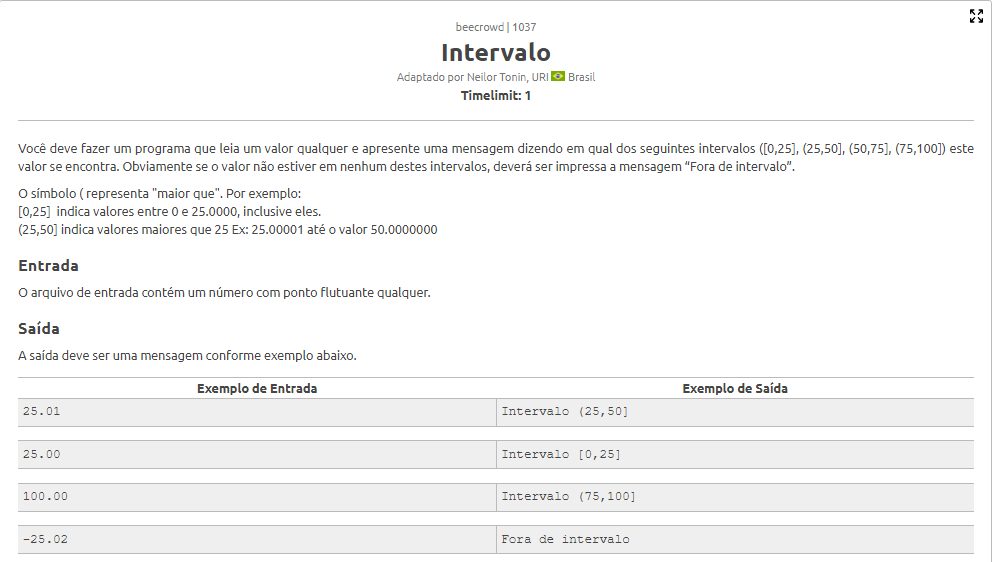 beecrowd | 1037
Intervalo
Adaptado por Neilor Tonin, URI Brasil
Timelimit: 1
Você deve fazer um programa que leia um valor qualquer e apresente uma mensagem dizendo em qual dos seguintes intervalos ([0,25], (25,50], (50,75], (75,100]) este
valor se encontra. Obviamente se o valor não estiver em nenhum destes intervalos, deverá ser impressa a mensagem “Fora de intervalo”.
O símbolo ( representa "maior que". Por exemplo:
[0,25]  indica valores entre 0 e 25.0000, inclusive eles.
(25,50] indica valores maiores que 25 Ex: 25.00001 até o valor 50.0000000
Entrada
O arquivo de entrada contém um número com ponto flutuante qualquer.
Saída
A saída deve ser uma mensagem conforme exemplo abaixo.
Exemplo de Entrada Exemplo de Saída
25.01 Intervalo (25,50]
25.00 Intervalo [0,25]
100.00 Intervalo (75,100]
-25.02 Fora de intervalo